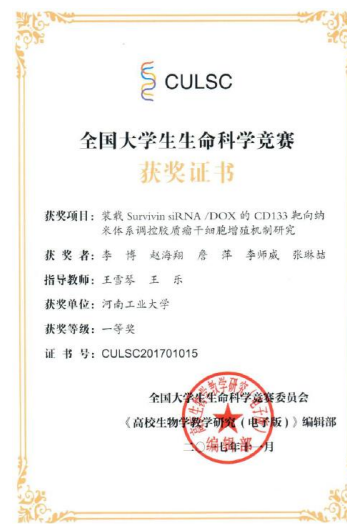 CULSC
全国大学生生命科学竞赛
获奖证书
获奖项目：装载 Survivin siRNA /DOX 的 CD133 靶向纳
米体系调控胶质瘤干细胞增殖机制研究
获奖者：李博 赵海翔 詹萍 李师威 张琳喆
指导教师：王雪琴 王乐
获奖单位：河南工业大学
获奖等级：一等奖
证书号：CULSC201701015
全国大学生生命科学竞赛委员会
《高校生物学教学研究（电子版）》编辑部
二〇一七年十一月
编辑部